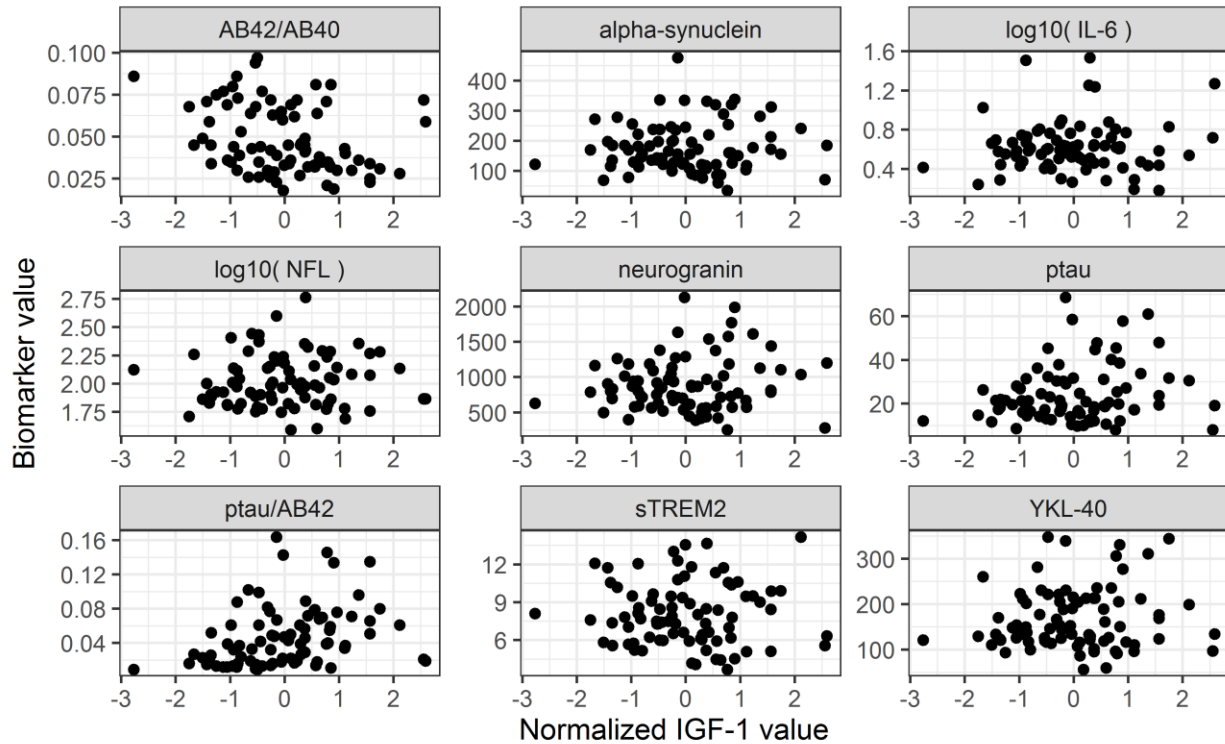 AB42/AB40
alpha-synuclein
log10( IL-6 )
0.100
0.075
0.050
0.025
400
300
200
100
1.6
1.2
0.8
0.4
-3 -2 -1 0 1 2
-3 -2 -1 0 1 2
-3 -2 -1 0 1 2
Biomarker value
log10( NFL )
neurogranin
ptau
2.75
2.50
2.25
2.00
1.75
2000
1500
1000
500
60
40
20
-3 -2 -1 0 1 2
-3 -2 -1 0 1 2
-3 -2 -1 0 1 2
ptau/AB42
sTREM2
YKL-40
0.16
0.12
0.08
0.04
12
9
6
300
200
100
-3 -2 -1 0 1 2
-3 -2 -1 0 1 2
-3 -2 -1 0 1 2
Normalized IGF-1 value